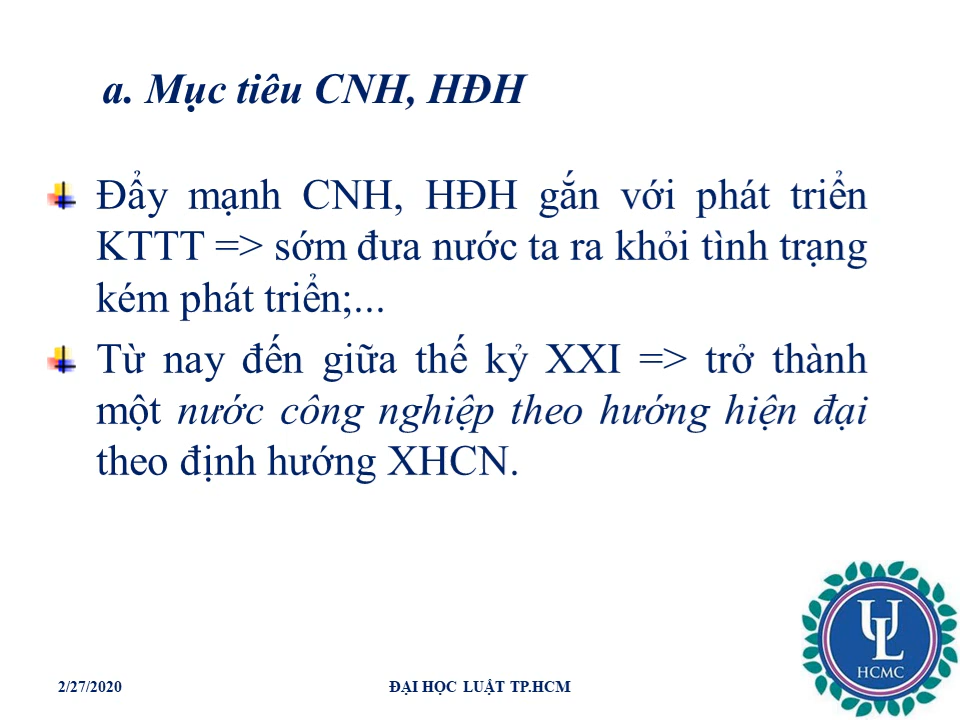 a. Mục tiêu CNH, HĐH
Đẩy mạnh CNH, HĐH gắn với phát triển
KTTT => sớm đưa nước ta ra khỏi tình trạng
kém phát triển;...
Từ nay đến giữa thế kỷ XXI => trở thành
một nước công nghiệp theo hướng hiện đại
theo định hướng XHCN.
UL
HCMC
2/27/2020
ĐẠI HỌC LUẬT TP.HCM